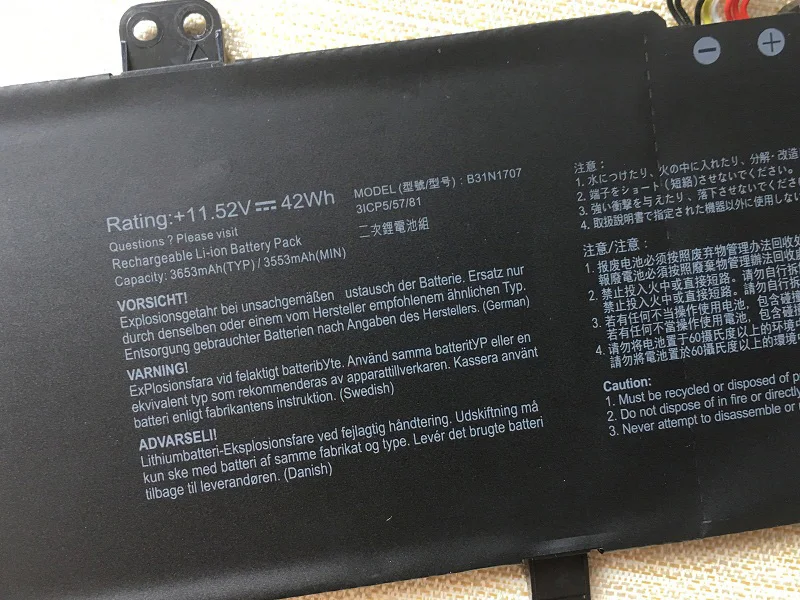 Rating:+11.52V⎓42Wh
MODEL (型號/型号) : B31N1707
3ICP5/57/81
Questions ? Please visit
Rechargeable Li-ion Battery Pack
二次鋰電池組
Capacity: 3653mAh(TYP) / 3553mAh(MIN)
VORSICHT!
Explosionsgetahr bei unsachgemäßen ustausch der Batterie. Ersatz nur
durch denselben oder einem vom Hersteller empfohlenem ähnlichen Typ.
Entsorgung gebrauchter Batterien nach Angaben des Herstellers. (German)
VARNING!
ExPlosionsfara vid felaktigt batteribYte. Använd samma batteritYP eller en
ekvivalent typ som rekommenderas av apparattillverkaren. Kassera använt
batteri enligt fabrikantens instruktion. (Swedish)
ADVARSELI!
Lithiumbatteri-Eksplosionsfare ved fejlagtig håndtering. Udskiftning må
kun ske med batteri af samme fabrikat og type. Levér det brugte batteri
tilbage til leverandøren. (Danish)
− +
注意 :
1. 水につけたり、火の中に入れたり、分解・改造
2. 端子をショート (短絡) させないでください。
3. 強い衝撃を与えたり、落下させないでくださ
4. 取扱説明書で指定された機器以外に使用しない
注意/注意 :
1. 报废电池必须按照废弃物管理办法回收处
報廢電池必須按照廢棄物管理辦法回收處
2. 禁止投入火中或直接短路。请勿自行拆
禁止投入火中或直接短路。請勿自行拆
3. 若有任何不当操作使用电池，包含碰撞
若有任何不當操作使用電池，包含碰撞
4. 请勿将电池置于60摄氏度以上的环境中
請勿將電池置於60攝氏度以上的環境中
Caution:
1. Must be recycled or disposed of p
2. Do not dispose of in fire or directly
3. Never attempt to disassemble or